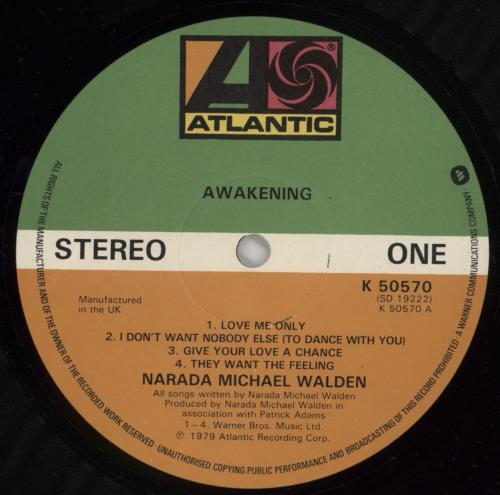 ATLANTIC
®
AWAKENING
STEREO
ONE
K 50570
(SD 19222)
K 50570 A
Manufactured
in the UK
1. LOVE ME ONLY
2. I DON'T WANT NOBODY ELSE (TO DANCE WITH YOU)
3. GIVE YOUR LOVE A CHANCE
4. THEY WANT THE FEELING
NARADA MICHAEL WALDEN
All songs written by Narada Michael Walden
Produced by Narada Michael Walden in
association with Patrick Adams
1–4. Warner Bros. Music Ltd.
℗ 1979 Atlantic Recording Corp.
ALL RIGHTS OF THE MANUFACTURER AND OF THE OWNER OF THE RECORDED WORK RESERVED · UNAUTHORISED COPYING PUBLIC PERFORMANCE AND BROADCASTING OF THIS RECORD PROHIBITED · A WARNER COMMUNICATIONS COMPANY ·